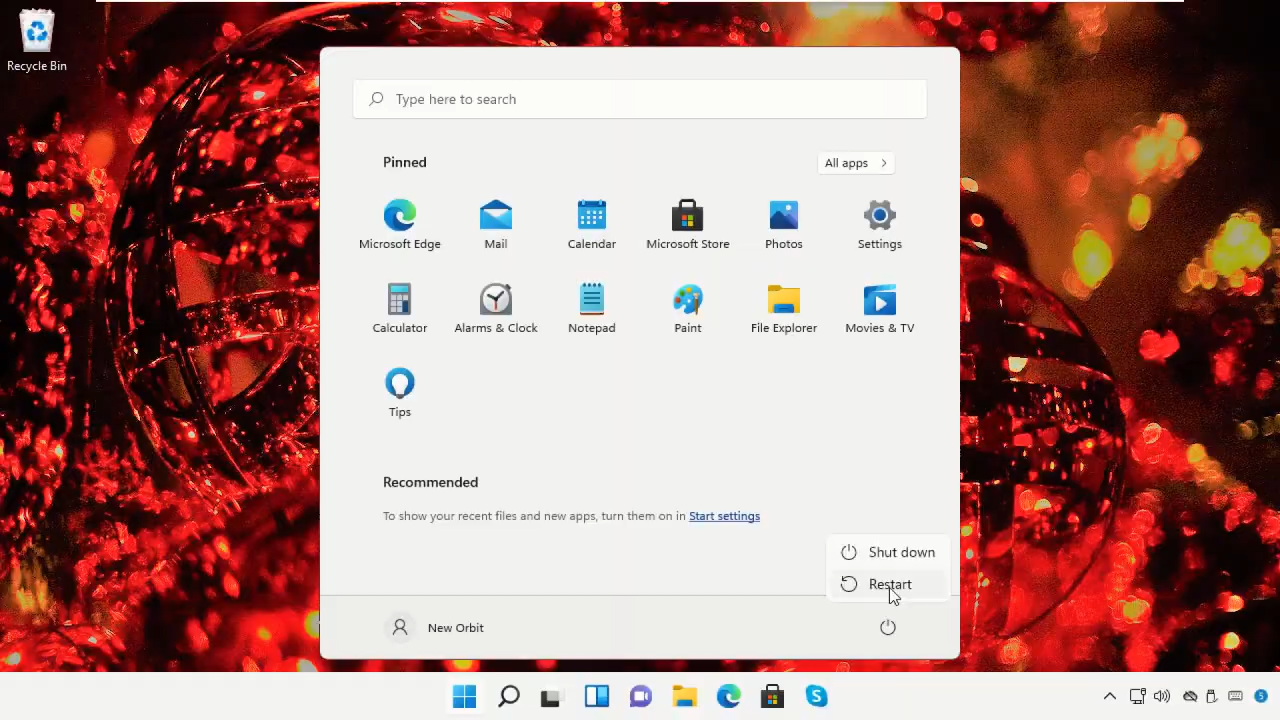 Recycle Bin
Type here to search
Pinned
All apps
Microsoft Edge
Mail
Calendar
Microsoft Store
Photos
Settings
Calculator
Alarms & Clock
Notepad
Paint
File Explorer
Movies & TV
Tips
Recommended
To show your recent files and new apps, turn them on in Start settings
Shut down
Restart
New Orbit
S
5